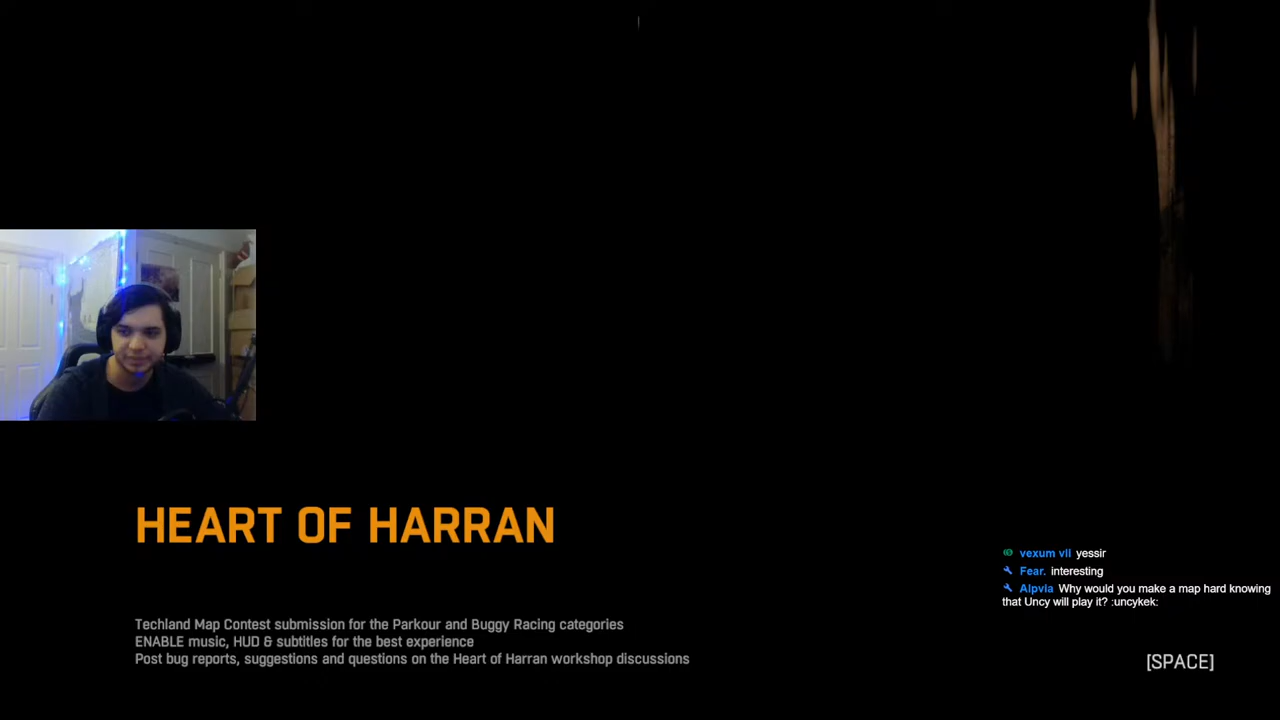 HEART OF HARRAN
vexum vii yessir
Fear. interesting
Alpvia Why would you make a map hard knowing
that Uncy will play it? :uncykek:
Techland Map Contest submission for the Parkour and Buggy Racing categories
ENABLE music, HUD & subtitles for the best experience
Post bug reports, suggestions and questions on the Heart of Harran workshop discussions
[SPACE]